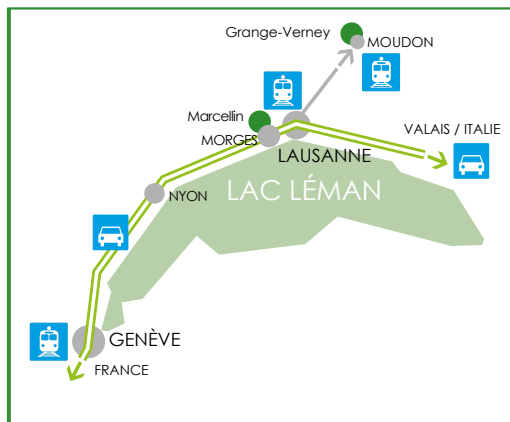 Grange-Verney
MOUDON
Marcellin
MORGES
VALAIS / ITALIE
LAUSANNE
LAC LÉMAN
NYON
GENÈVE
FRANCE